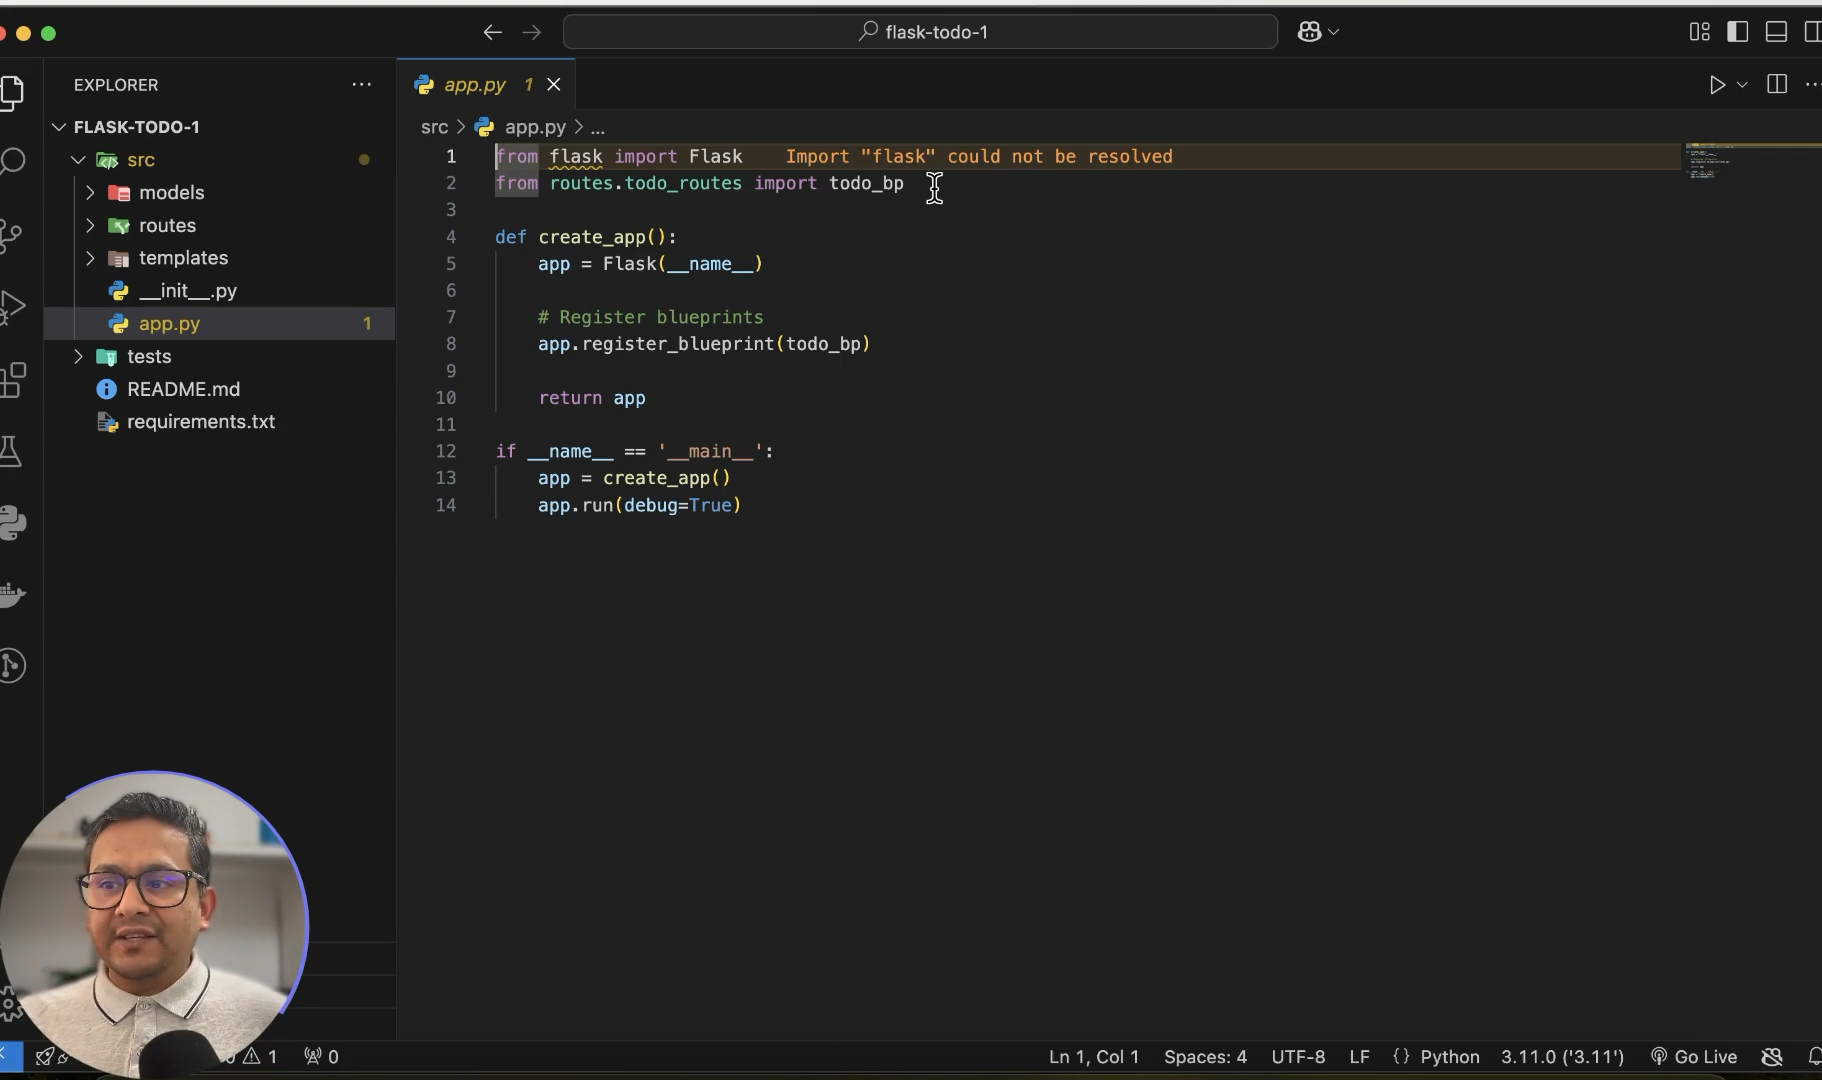 flask-todo-1
EXPLORER
FLASK-TODO-1
src
models
routes
templates
__init__.py
app.py 1
tests
README.md
requirements.txt
app.py 1
src > app.py > ...
1 from flask import Flask Import "flask" could not be resolved
2 from routes.todo_routes import todo_bp
3
4 def create_app():
5 app = Flask(__name__)
6
7 # Register blueprints
8 app.register_blueprint(todo_bp)
9
10 return app
11
12 if __name__ == '__main__':
13 app = create_app()
14 app.run(debug=True)
0 1 0 Ln 1, Col 1 Spaces: 4 UTF-8 LF {} Python 3.11.0 ('3.11') Go Live